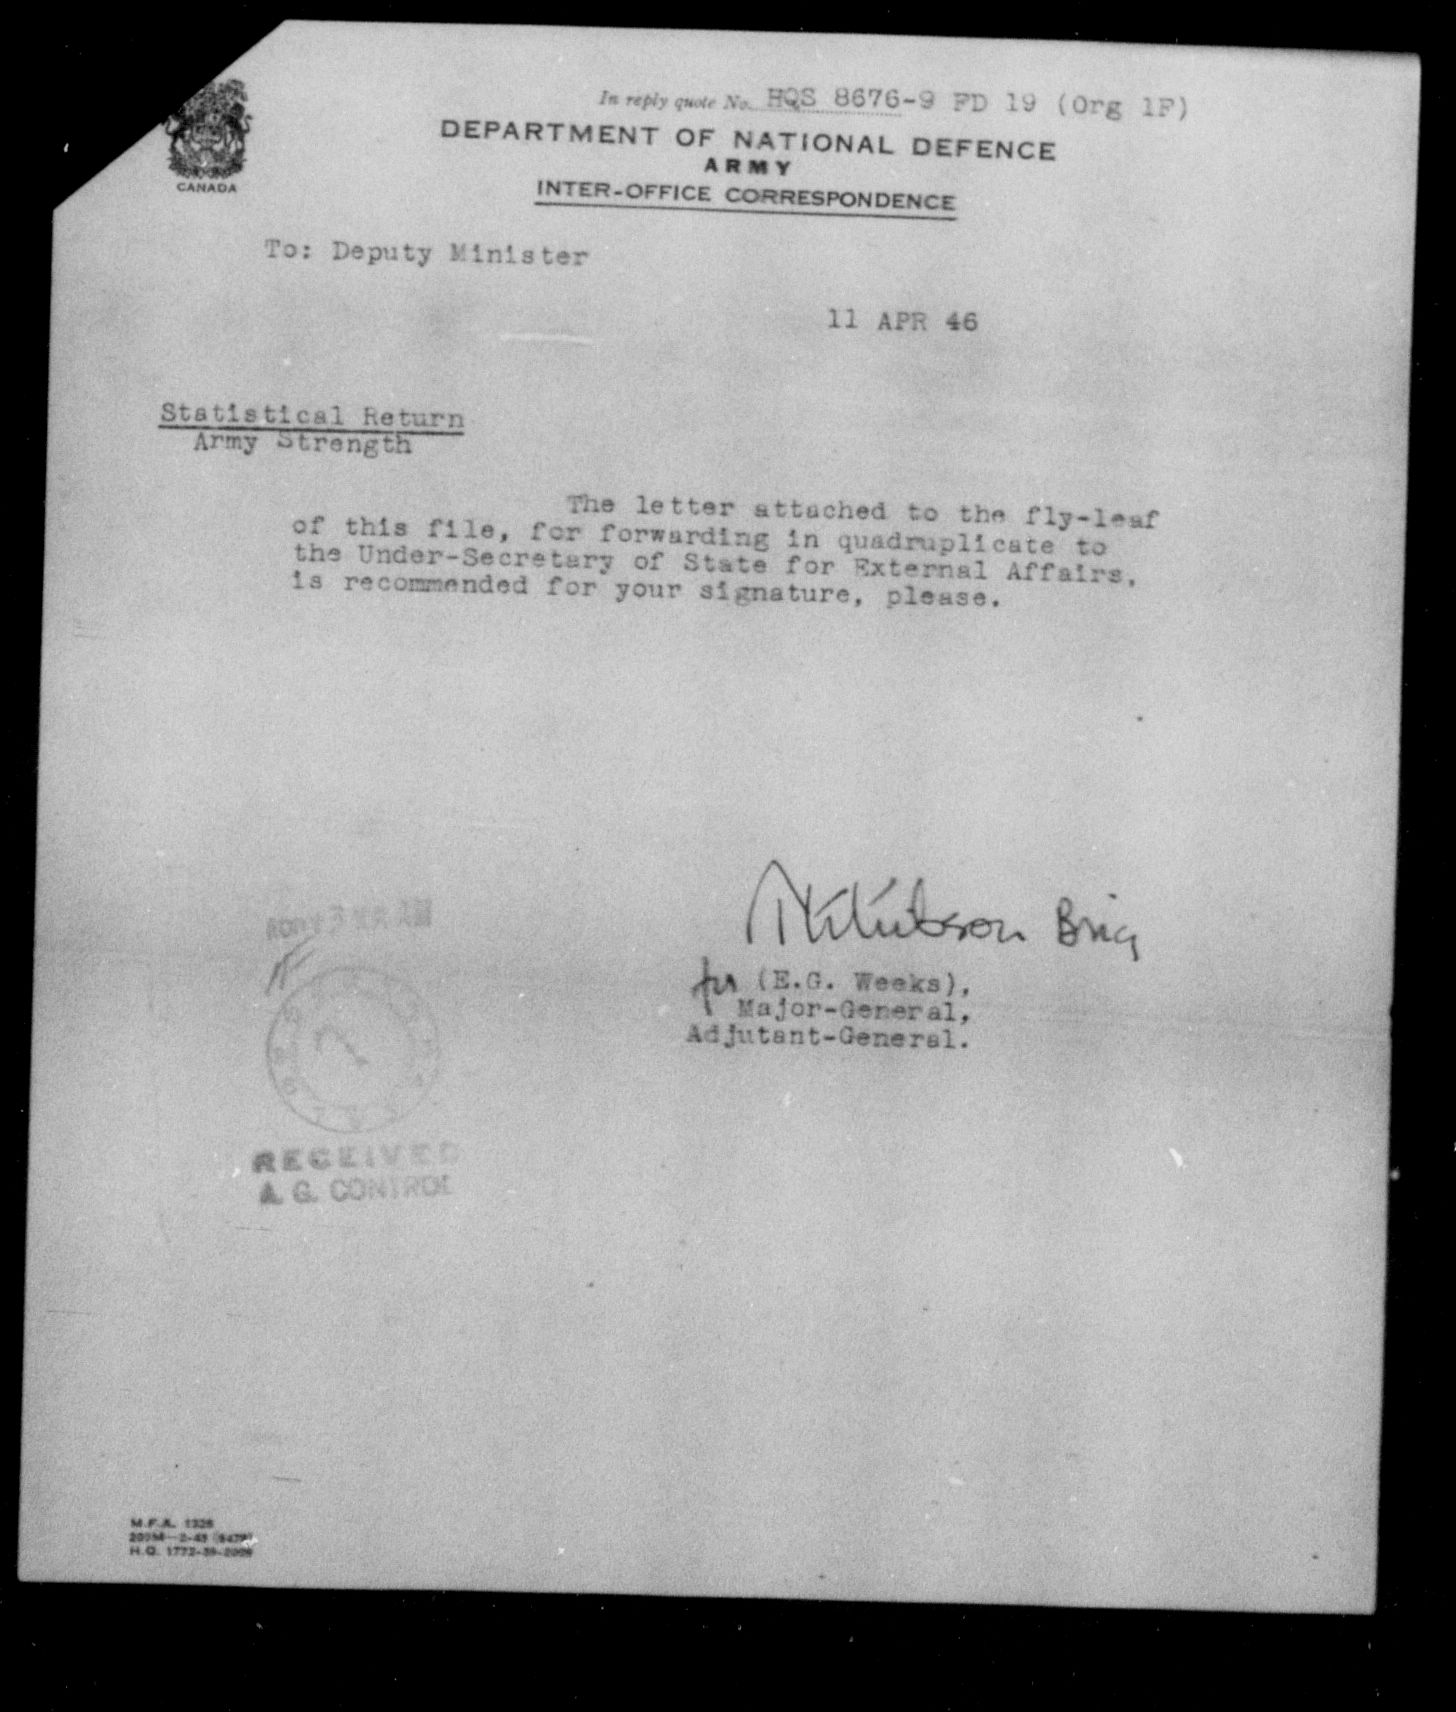 In reply quote No. HQS 8676-9 FD 19 (Org 1F)
DEPARTMENT OF NATIONAL DEFENCE
ARMY
INTER-OFFICE CORRESPONDENCE
CANADA
To: Deputy Minister
11 APR 46
Statistical Return
Army Strength
The letter attached to the fly-leaf
of this file, for forwarding in quadruplicate to
the Under-Secretary of State for External Affairs,
is recommended for your signature, please.
Brig
for (E.G. Weeks),
Major-General,
Adjutant-General.
RECEIVED
A. G. CONTROL
M.F.A. 1326
H.Q. 1772-39-